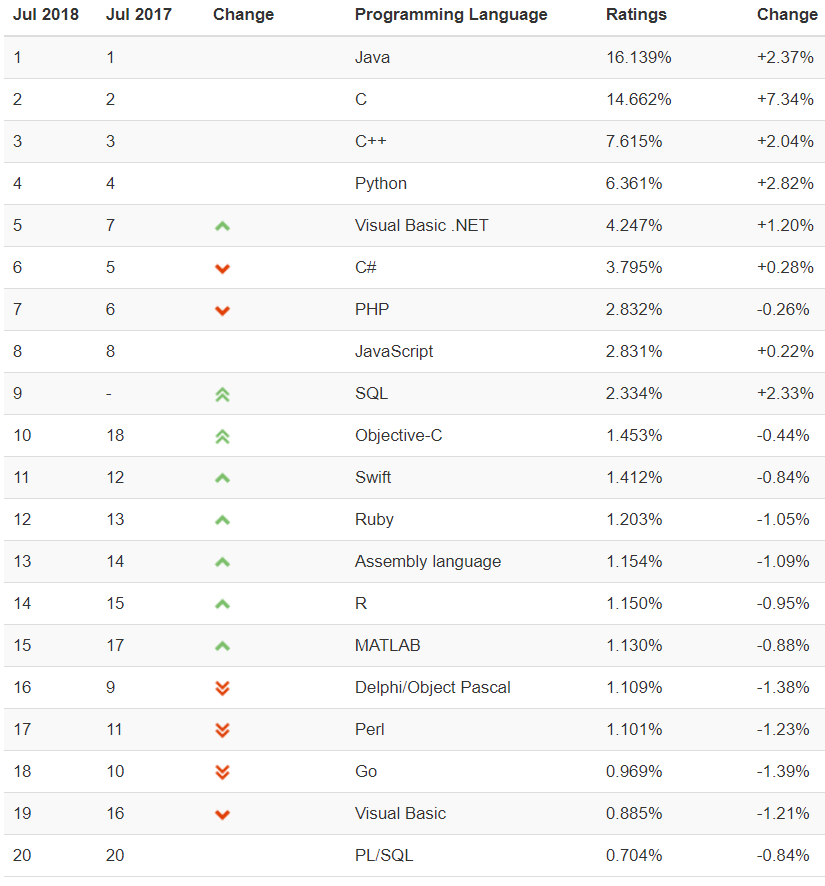 Jul 2018 Jul 2017 Change Programming Language Ratings Change
1 1 Java 16.139% +2.37%
2 2 C 14.662% +7.34%
3 3 C++ 7.615% +2.04%
4 4 Python 6.361% +2.82%
5 7 Visual Basic .NET 4.247% +1.20%
6 5 C# 3.795% +0.28%
7 6 PHP 2.832% -0.26%
8 8 JavaScript 2.831% +0.22%
9 - SQL 2.334% +2.33%
10 18 Objective-C 1.453% -0.44%
11 12 Swift 1.412% -0.84%
12 13 Ruby 1.203% -1.05%
13 14 Assembly language 1.154% -1.09%
14 15 R 1.150% -0.95%
15 17 MATLAB 1.130% -0.88%
16 9 Delphi/Object Pascal 1.109% -1.38%
17 11 Perl 1.101% -1.23%
18 10 Go 0.969% -1.39%
19 16 Visual Basic 0.885% -1.21%
20 20 PL/SQL 0.704% -0.84%